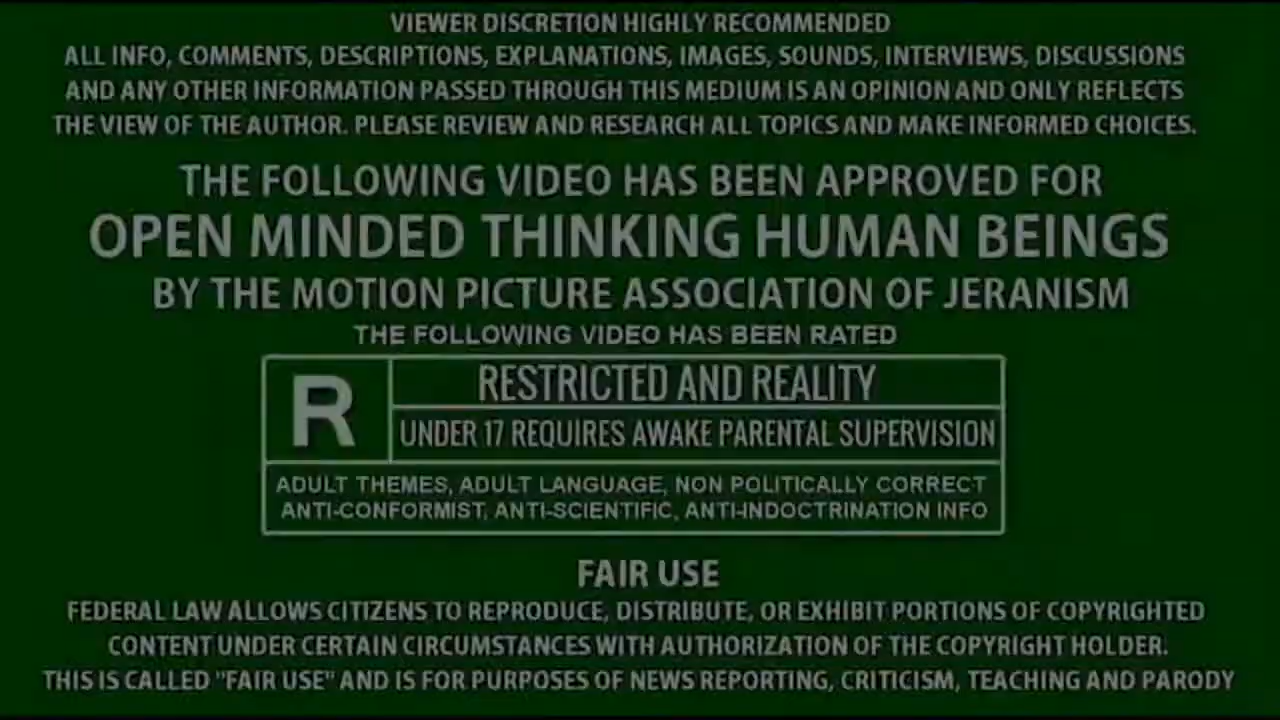 VIEWER DISCRETION HIGHLY RECOMMENDED
ALL INFO, COMMENTS, DESCRIPTIONS, EXPLANATIONS, IMAGES, SOUNDS, INTERVIEWS, DISCUSSIONS
AND ANY OTHER INFORMATION PASSED THROUGH THIS MEDIUM IS AN OPINION AND ONLY REFLECTS
THE VIEW OF THE AUTHOR. PLEASE REVIEW AND RESEARCH ALL TOPICS AND MAKE INFORMED CHOICES.
THE FOLLOWING VIDEO HAS BEEN APPROVED FOR
OPEN MINDED THINKING HUMAN BEINGS
BY THE MOTION PICTURE ASSOCIATION OF JERANISM
THE FOLLOWING VIDEO HAS BEEN RATED
R
RESTRICTED AND REALITY
UNDER 17 REQUIRES AWAKE PARENTAL SUPERVISION
ADULT THEMES, ADULT LANGUAGE, NON POLITICALLY CORRECT
ANTI-CONFORMIST, ANTI-SCIENTIFIC, ANTI-INDOCTRINATION INFO
FAIR USE
FEDERAL LAW ALLOWS CITIZENS TO REPRODUCE, DISTRIBUTE, OR EXHIBIT PORTIONS OF COPYRIGHTED
CONTENT UNDER CERTAIN CIRCUMSTANCES WITH AUTHORIZATION OF THE COPYRIGHT HOLDER.
THIS IS CALLED "FAIR USE" AND IS FOR PURPOSES OF NEWS REPORTING, CRITICISM, TEACHING AND PARODY